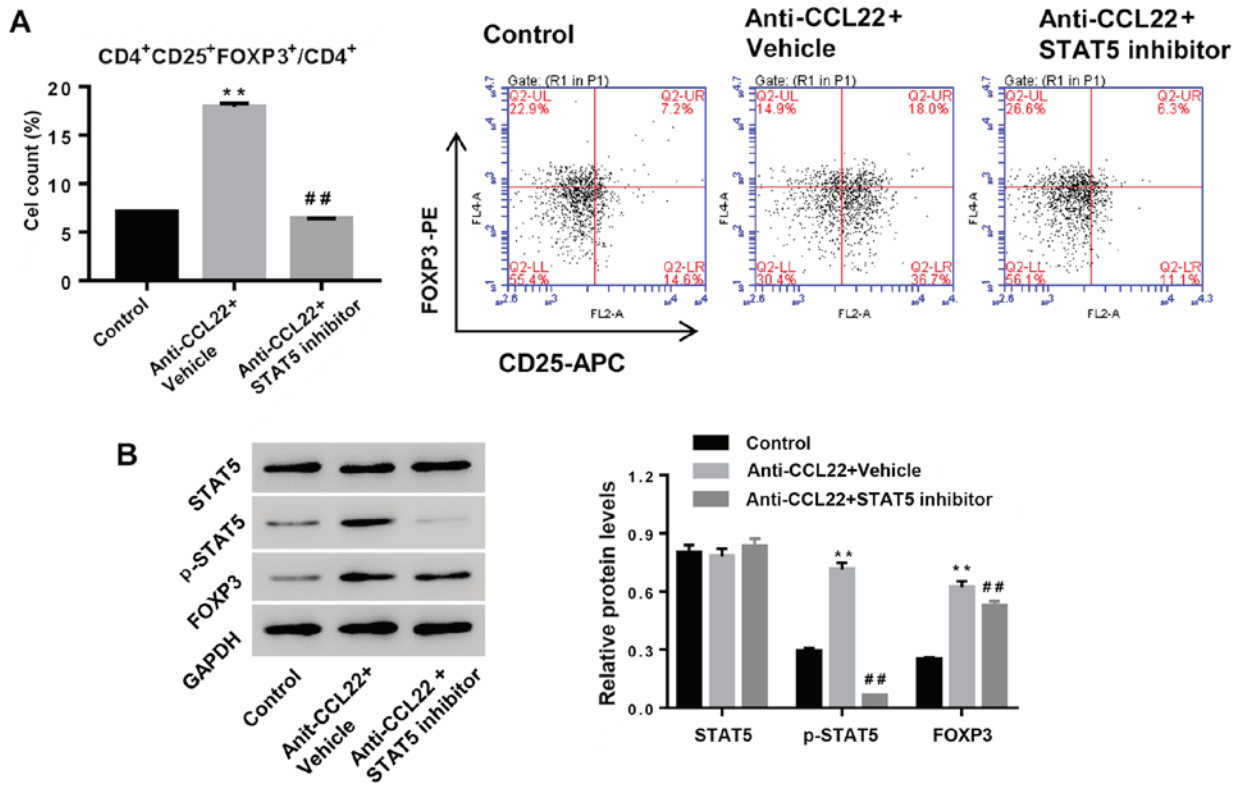 A
CD4+CD25+FOXP3+/CD4+
Cel count (%)
20
15
10
5
0
**
##
Control
Anti-CCL22+
Vehicle
Anti-CCL22+
STAT5 inhibitor
Control
Anti-CCL22+
Vehicle
Anti-CCL22+
STAT5 inhibitor
FOXP3-PE
CD25-APC
Gate: (R1 in P1)
Q2-UL
22.9%
Q2-UR
7.2%
Q2-LL
55.4%
Q2-LR
14.6%
FL4-A
FL2-A
Gate: (R1 in P1)
Q2-UL
14.9%
Q2-UR
18.0%
Q2-LL
30.4%
Q2-LR
36.7%
FL4-A
FL2-A
Gate: (R1 in P1)
Q2-UL
26.6%
Q2-UR
6.3%
Q2-LL
56.1%
Q2-LR
11.1%
FL4-A
FL2-A
B
STAT5
p-STAT5
FOXP3
GAPDH
Control
Anit-CCL22+
Vehicle
Anti-CCL22 +
STAT5 inhibitor
Control
Anti-CCL22+Vehicle
Anti-CCL22+STAT5 inhibitor
Relative protein levels
1.2
0.9
0.6
0.3
0.0
**
##
**
##
STAT5
p-STAT5
FOXP3